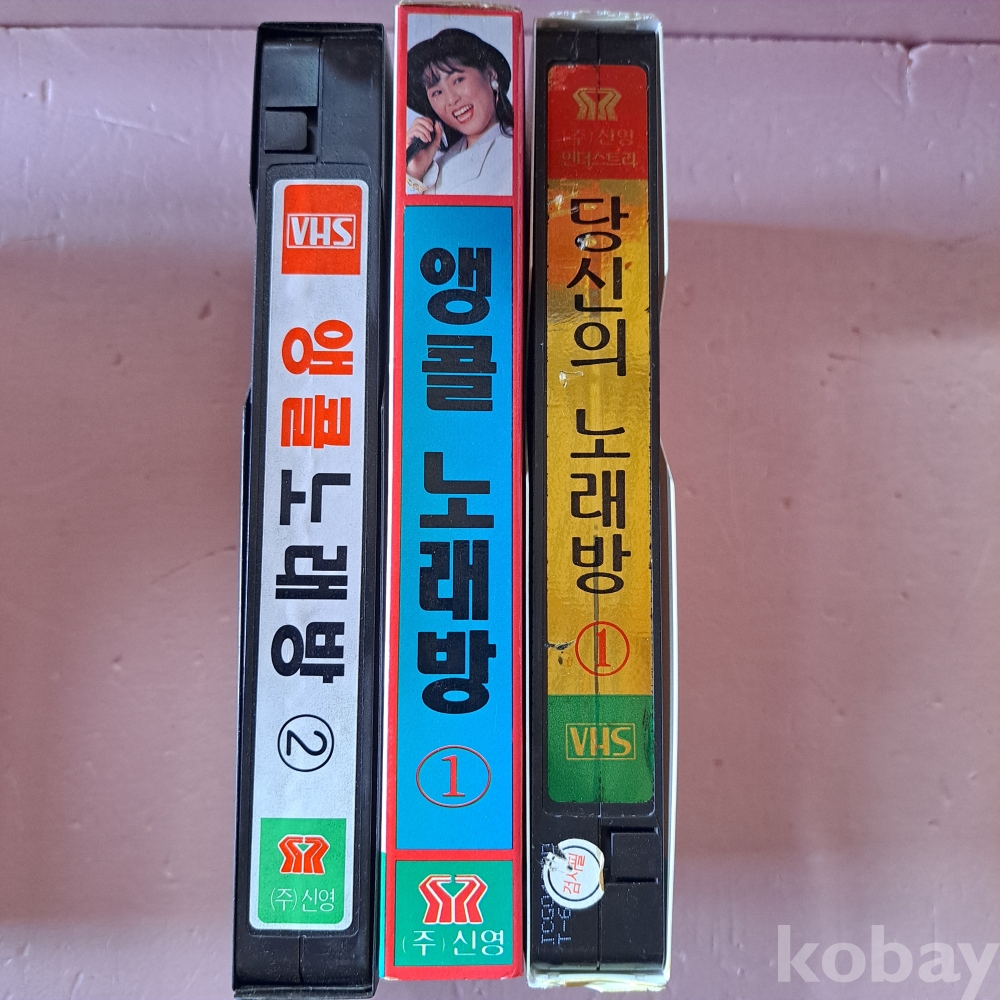 VHS
앵콜 노래방
②
(주)신영
앵콜 노래방
①
(주)신영
(주)신영
인더스트리
당신의 노래방
①
VHS
검사필
kobay